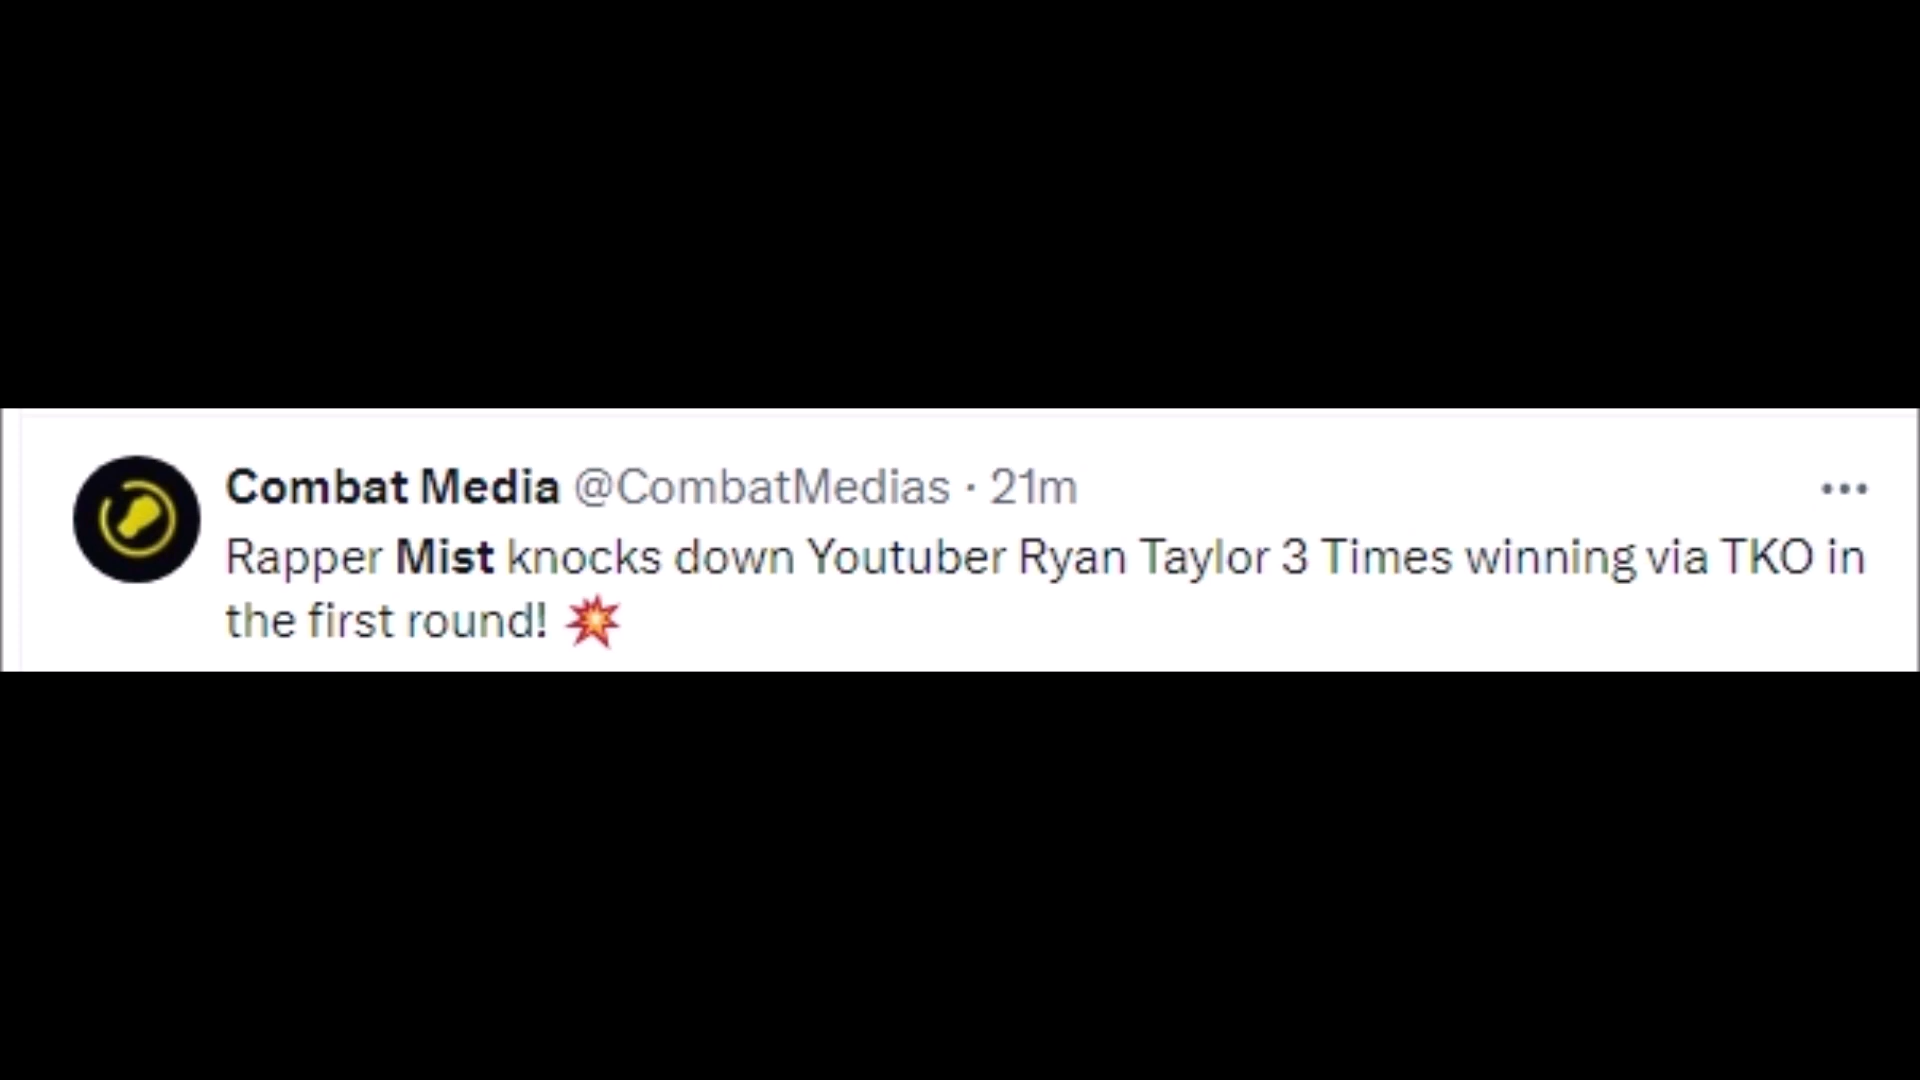 Combat Media @CombatMedias · 21m
Rapper Mist knocks down Youtuber Ryan Taylor 3 Times winning via TKO in
the first round! 💥